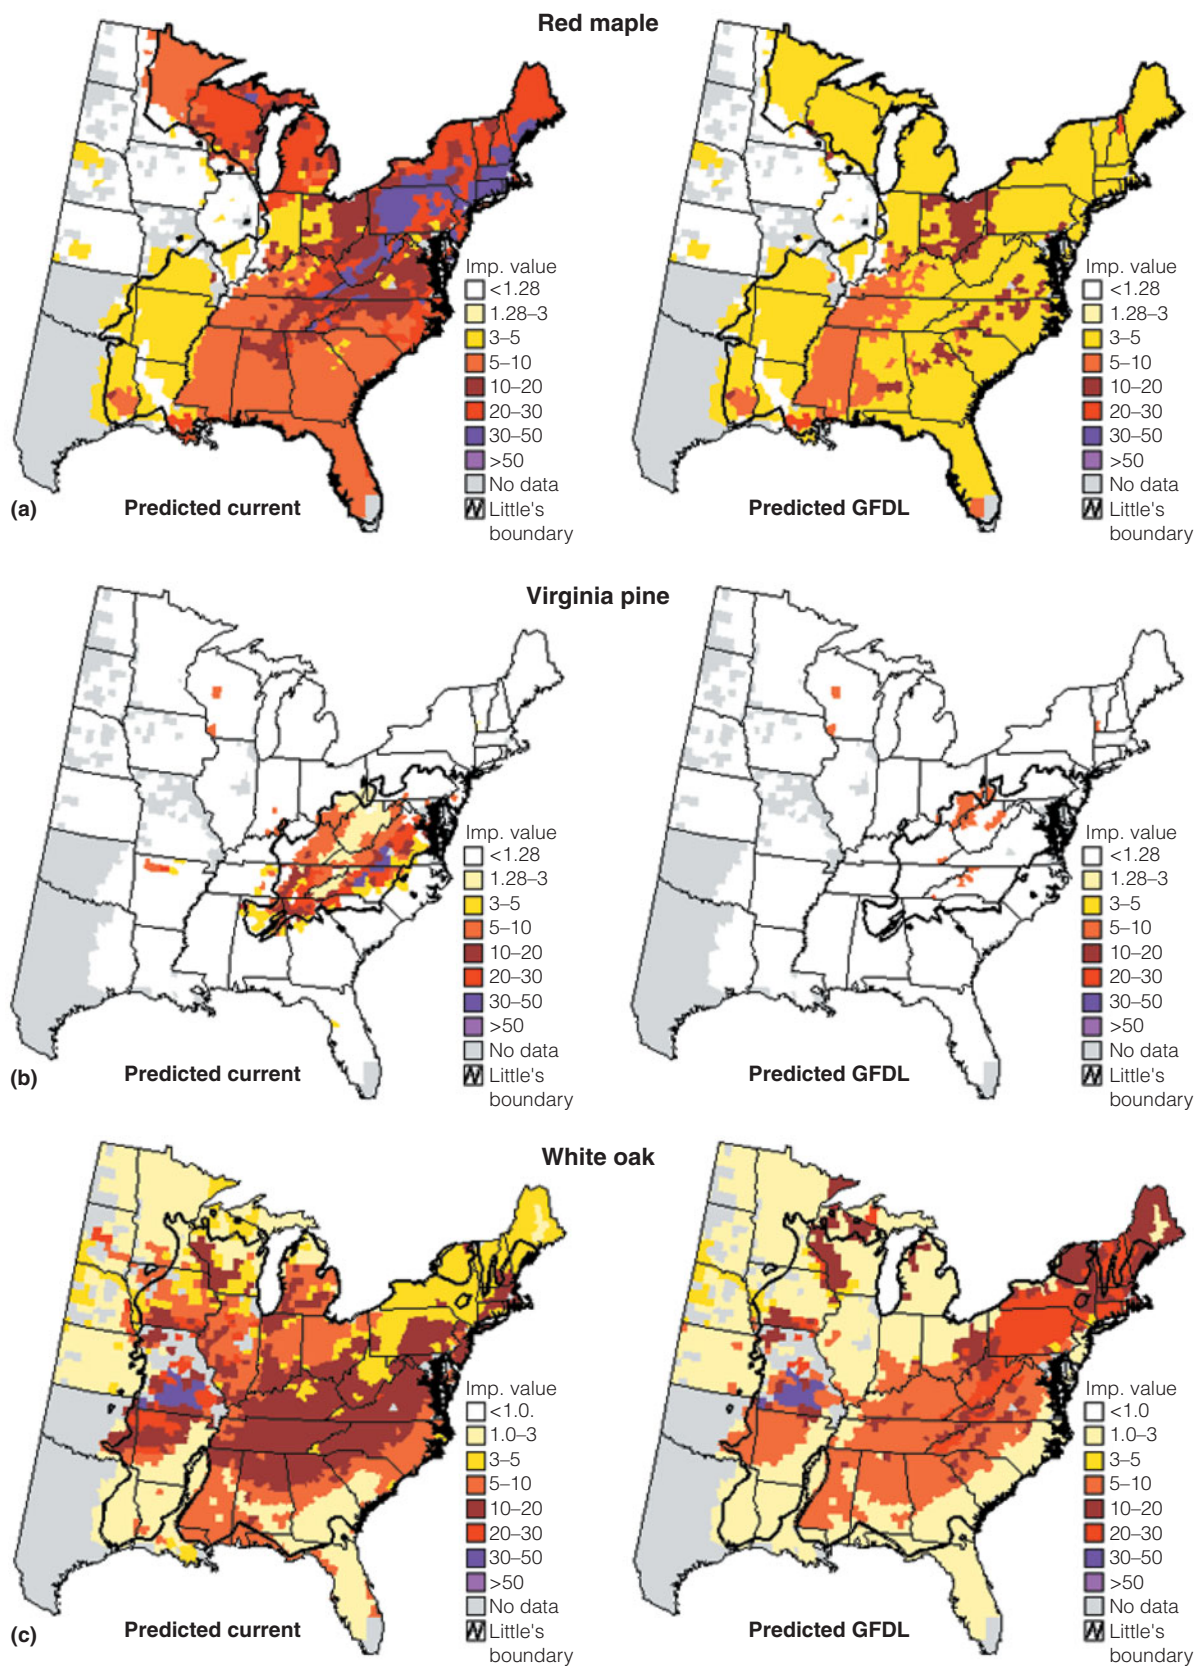 Red maple
Imp. value
<1.28
1.28–3
3–5
5–10
10–20
20–30
30–50
>50
No data
Little's
boundary
Imp. value
<1.28
1.28–3
3–5
5–10
10–20
20–30
30–50
>50
No data
Little's
boundary
(a)
Predicted current
Predicted GFDL
Virginia pine
Imp. value
<1.28
1.28–3
3–5
5–10
10–20
20–30
30–50
>50
No data
Little's
boundary
Imp. value
<1.28
1.28–3
3–5
5–10
10–20
20–30
30–50
>50
No data
Little's
boundary
(b)
Predicted current
Predicted GFDL
White oak
Imp. value
<1.0.
1.0–3
3–5
5–10
10–20
20–30
30–50
>50
No data
Little's
boundary
Imp. value
<1.0
1.0–3
3–5
5–10
10–20
20–30
30–50
>50
No data
Little's
boundary
(c)
Predicted current
Predicted GFDL